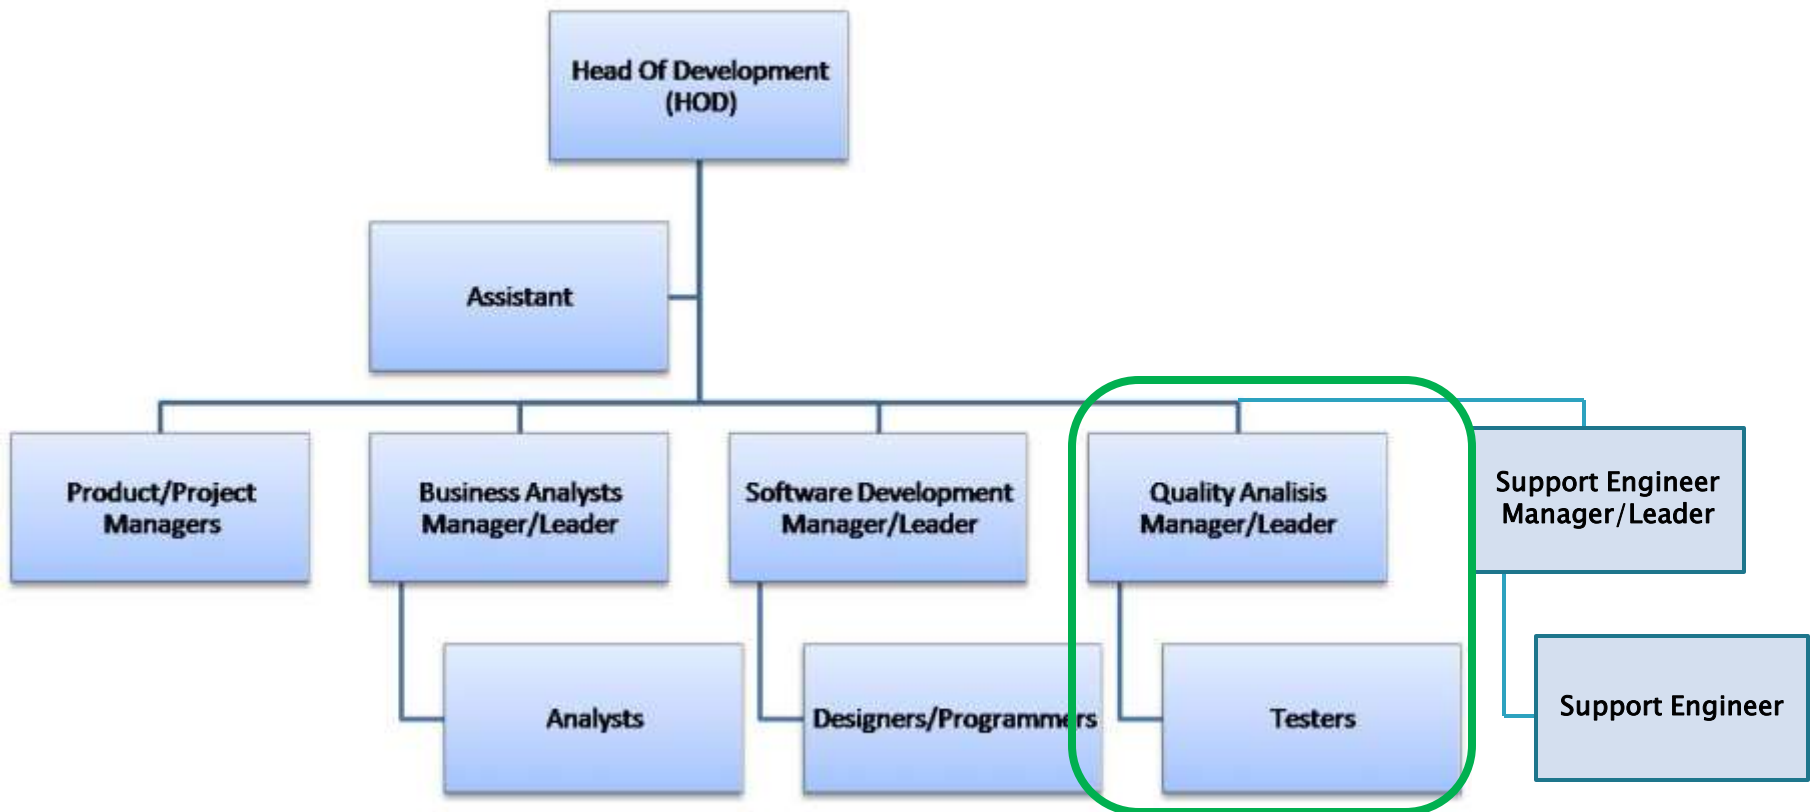 Head Of Development
(HOD)
Assistant
Product/Project
Managers
Business Analysts
Manager/Leader
Software Development
Manager/Leader
Quality Analisis
Manager/Leader
Support Engineer
Manager/Leader
Analysts
Designers/Programmers
Testers
Support Engineer